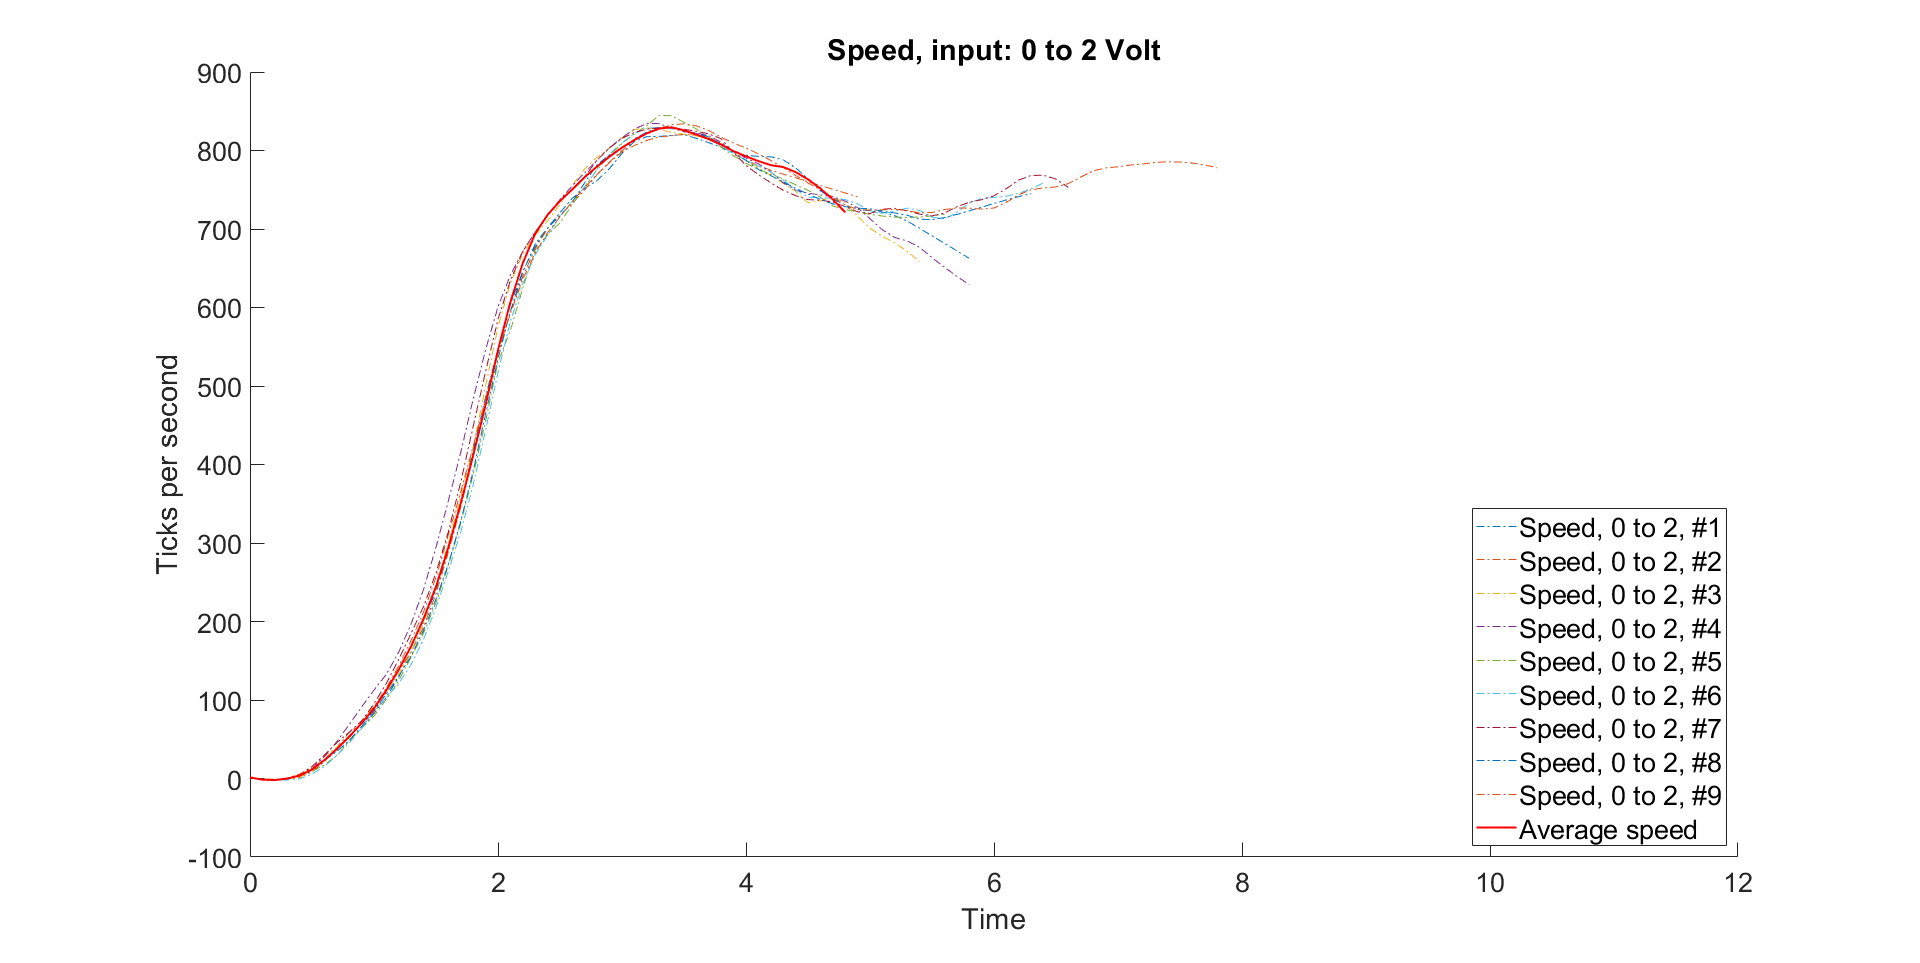 Speed, input: 0 to 2 Volt
900
800
700
600
500
400
300
200
100
0
-100
Ticks per second
0 2 4 6 8 10 12
Time
Speed, 0 to 2, #1
Speed, 0 to 2, #2
Speed, 0 to 2, #3
Speed, 0 to 2, #4
Speed, 0 to 2, #5
Speed, 0 to 2, #6
Speed, 0 to 2, #7
Speed, 0 to 2, #8
Speed, 0 to 2, #9
Average speed